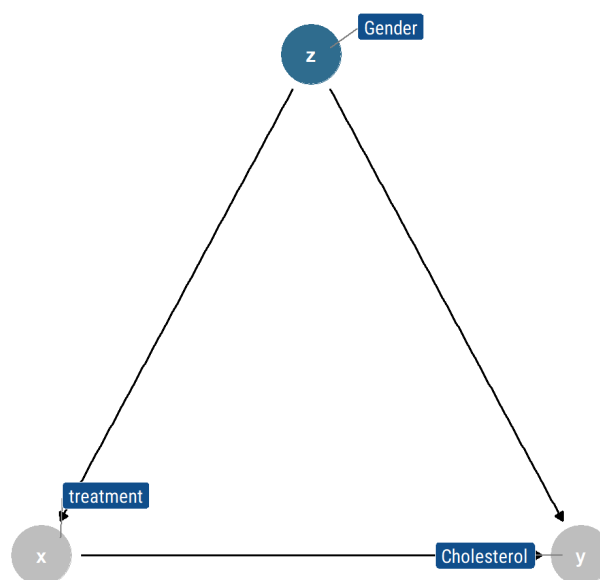 Gender
z
treatment
x
Cholesterol
y